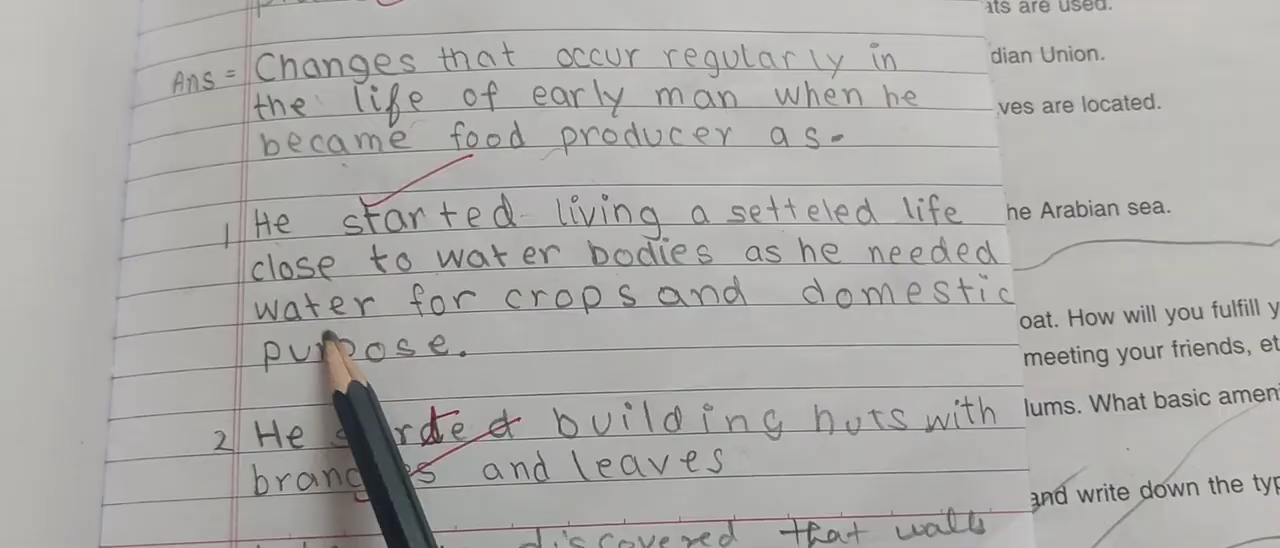 ats are used.
Ans = Changes that occur regularly in
dian Union.
the life of early man when he
ves are located.
became food producer as-
1 He started living a setteled life
he Arabian sea.
close to water bodies as he needed
water for crops and domestic
oat. How will you fulfill y
purpose.
meeting your friends, et
2 He building huts with
lums. What basic amen
and leaves
and write down the typ
discovered that walls